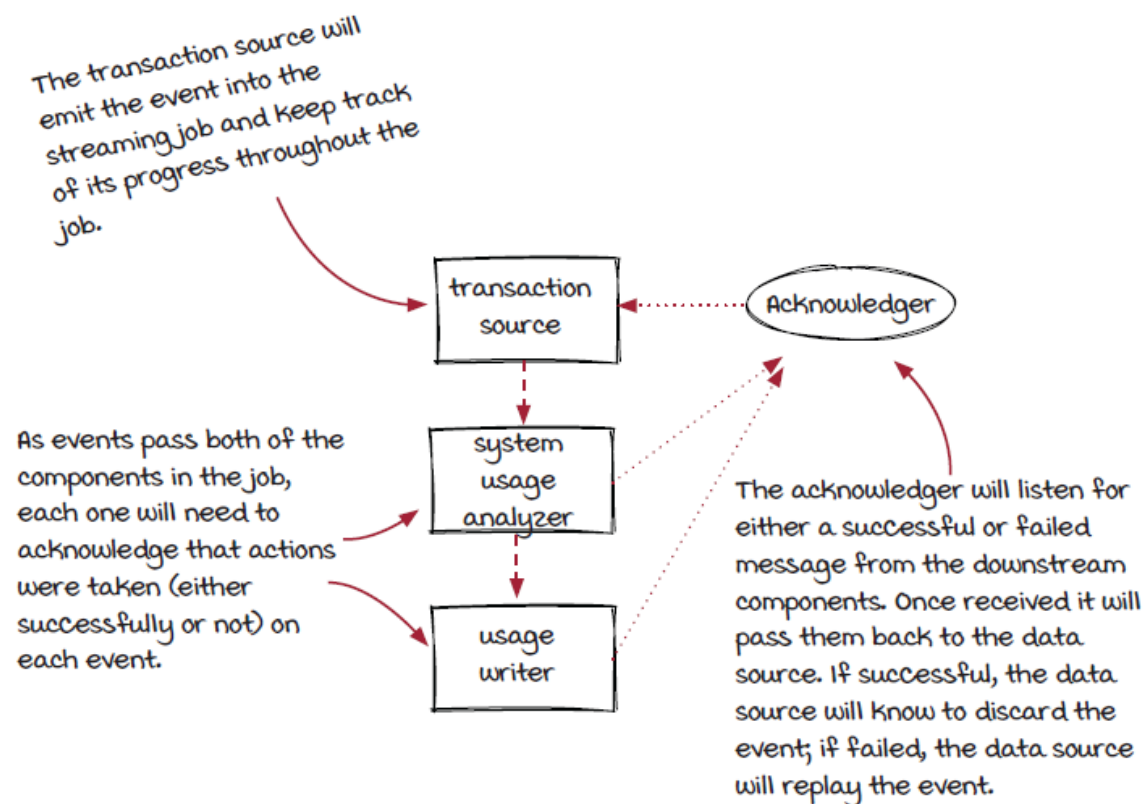 The transaction source will
emit the event into the
streaming job and keep track
of its progress throughout the
job.
transaction
source
Acknowledger
system
usage
analyzer
As events pass both of the
components in the job,
each one will need to
acknowledge that actions
were taken (either
successfully or not) on
each event.
usage
writer
The acknowledger will listen for
either a successful or failed
message from the downstream
components. Once received it will
pass them back to the data
source. If successful, the data
source will know to discard the
event; if failed, the data source
will replay the event.